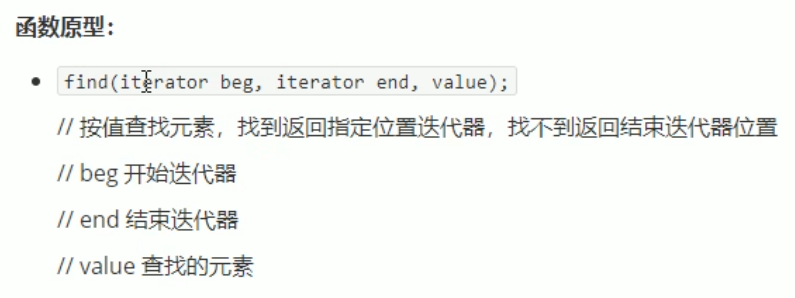 函数原型：
find(iterator beg, iterator end, value);
// 按值查找元素，找到返回指定位置迭代器，找不到返回结束迭代器位置
// beg 开始迭代器
// end 结束迭代器
// value 查找的元素